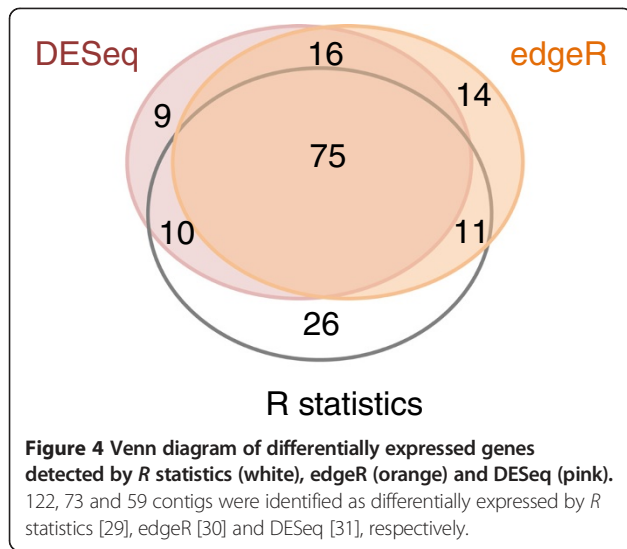 DESeq
16
edgeR
9
14
75
10
11
26
R statistics
Figure 4 Venn diagram of differentially expressed genes
detected by R statistics (white), edgeR (orange) and DESeq (pink).
122, 73 and 59 contigs were identified as differentially expressed by R
statistics [29], edgeR [30] and DESeq [31], respectively.